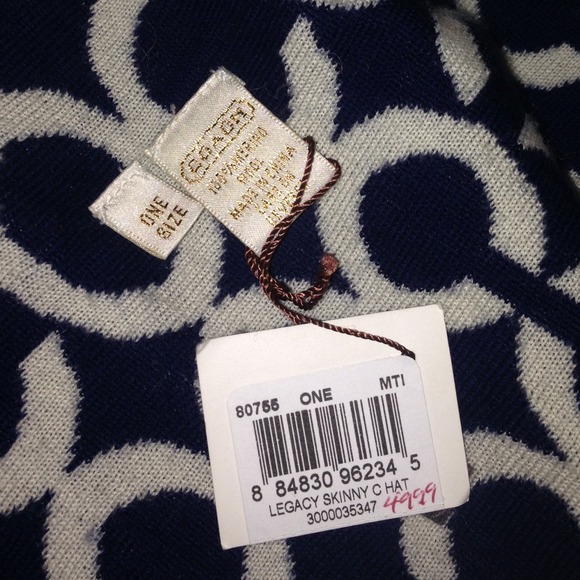 COACH
100% MERINO
WOOL
MADE IN CHINA
ONE
SIZE
80755 ONE MTI
8 84830 96234 5
LEGACY SKINNY C HAT
3000035347 4999